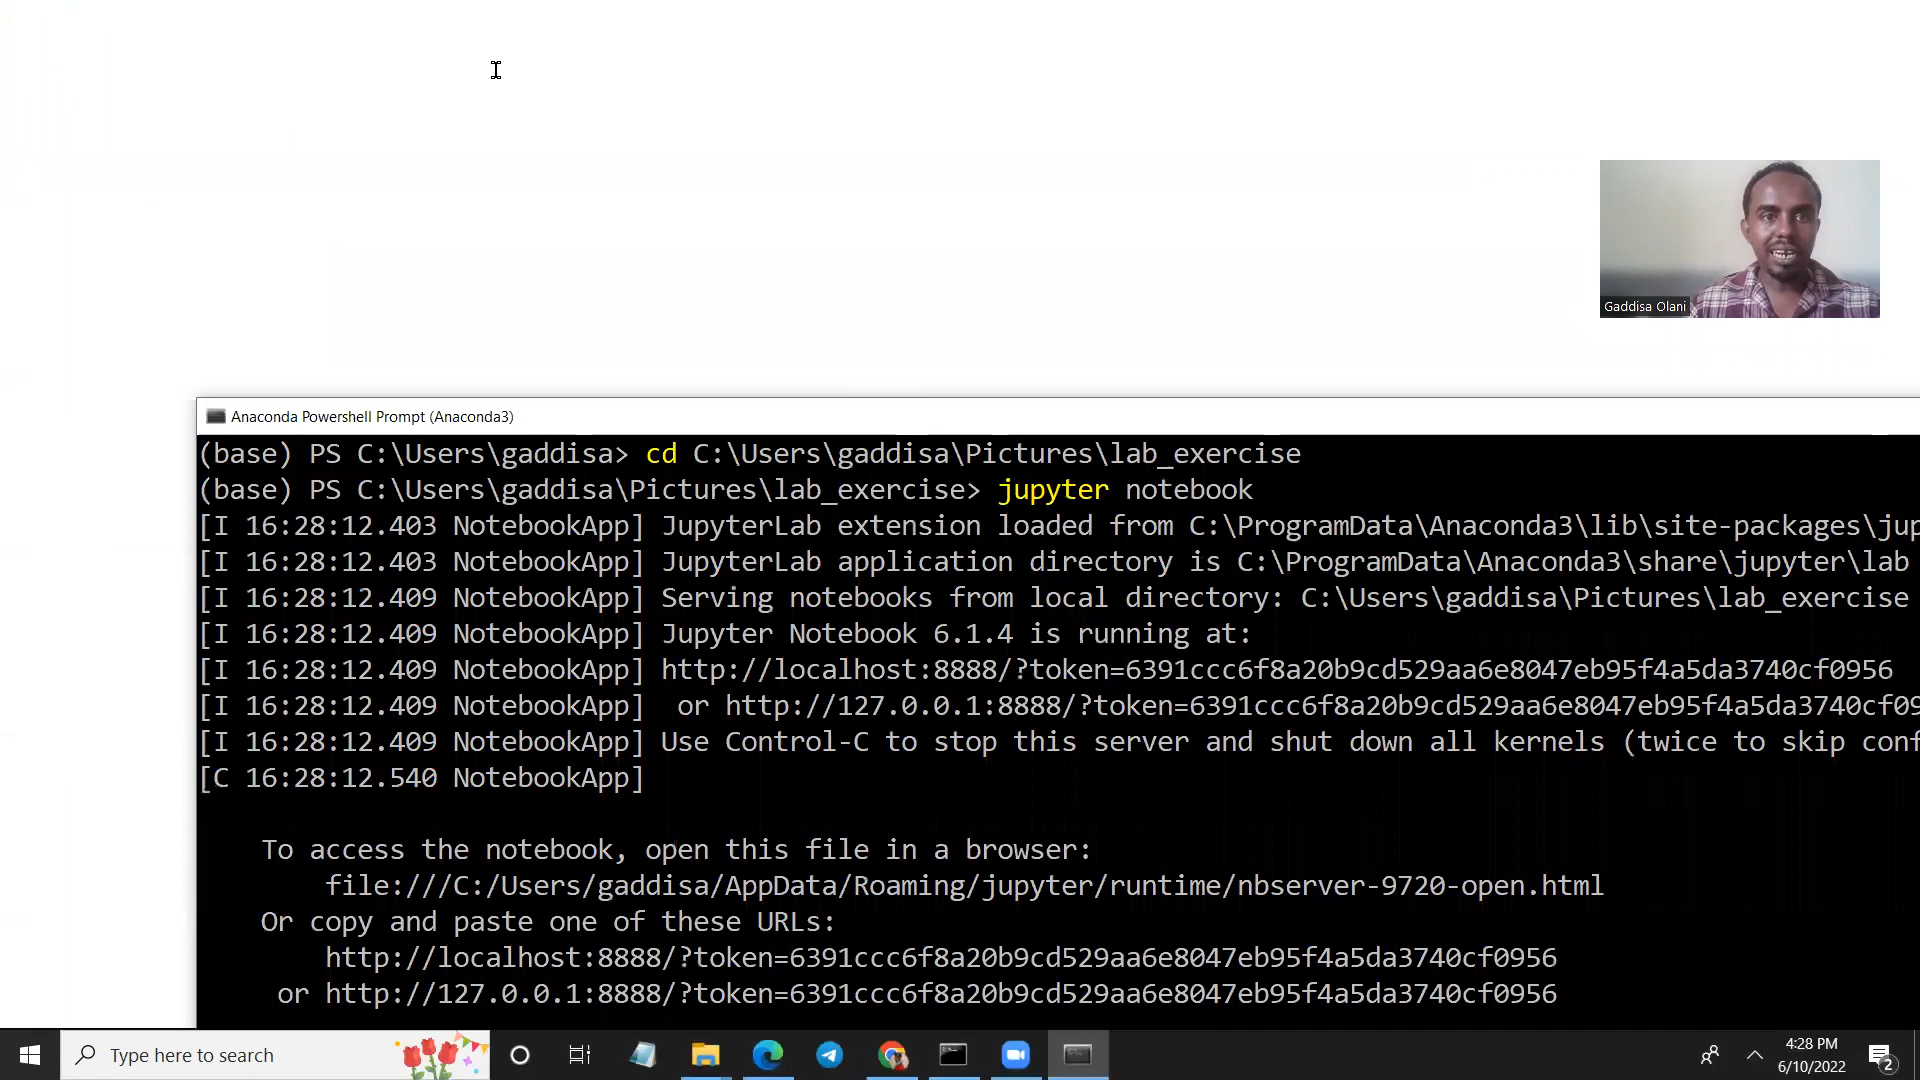 Gaddisa Olani
Anaconda Powershell Prompt (Anaconda3)
(base) PS C:\Users\gaddisa> cd C:\Users\gaddisa\Pictures\lab_exercise
(base) PS C:\Users\gaddisa\Pictures\lab_exercise> jupyter notebook
[I 16:28:12.403 NotebookApp] JupyterLab extension loaded from C:\ProgramData\Anaconda3\lib\site-packages\jup
[I 16:28:12.403 NotebookApp] JupyterLab application directory is C:\ProgramData\Anaconda3\share\jupyter\lab
[I 16:28:12.409 NotebookApp] Serving notebooks from local directory: C:\Users\gaddisa\Pictures\lab_exercise
[I 16:28:12.409 NotebookApp] Jupyter Notebook 6.1.4 is running at:
[I 16:28:12.409 NotebookApp] http://localhost:8888/?token=6391ccc6f8a20b9cd529aa6e8047eb95f4a5da3740cf0956
[I 16:28:12.409 NotebookApp]  or http://127.0.0.1:8888/?token=6391ccc6f8a20b9cd529aa6e8047eb95f4a5da3740cf09
[I 16:28:12.409 NotebookApp] Use Control-C to stop this server and shut down all kernels (twice to skip conf
[C 16:28:12.540 NotebookApp]
To access the notebook, open this file in a browser:
file:///C:/Users/gaddisa/AppData/Roaming/jupyter/runtime/nbserver-9720-open.html
Or copy and paste one of these URLs:
http://localhost:8888/?token=6391ccc6f8a20b9cd529aa6e8047eb95f4a5da3740cf0956
or http://127.0.0.1:8888/?token=6391ccc6f8a20b9cd529aa6e8047eb95f4a5da3740cf0956
Type here to search
4:28 PM
6/10/2022
2